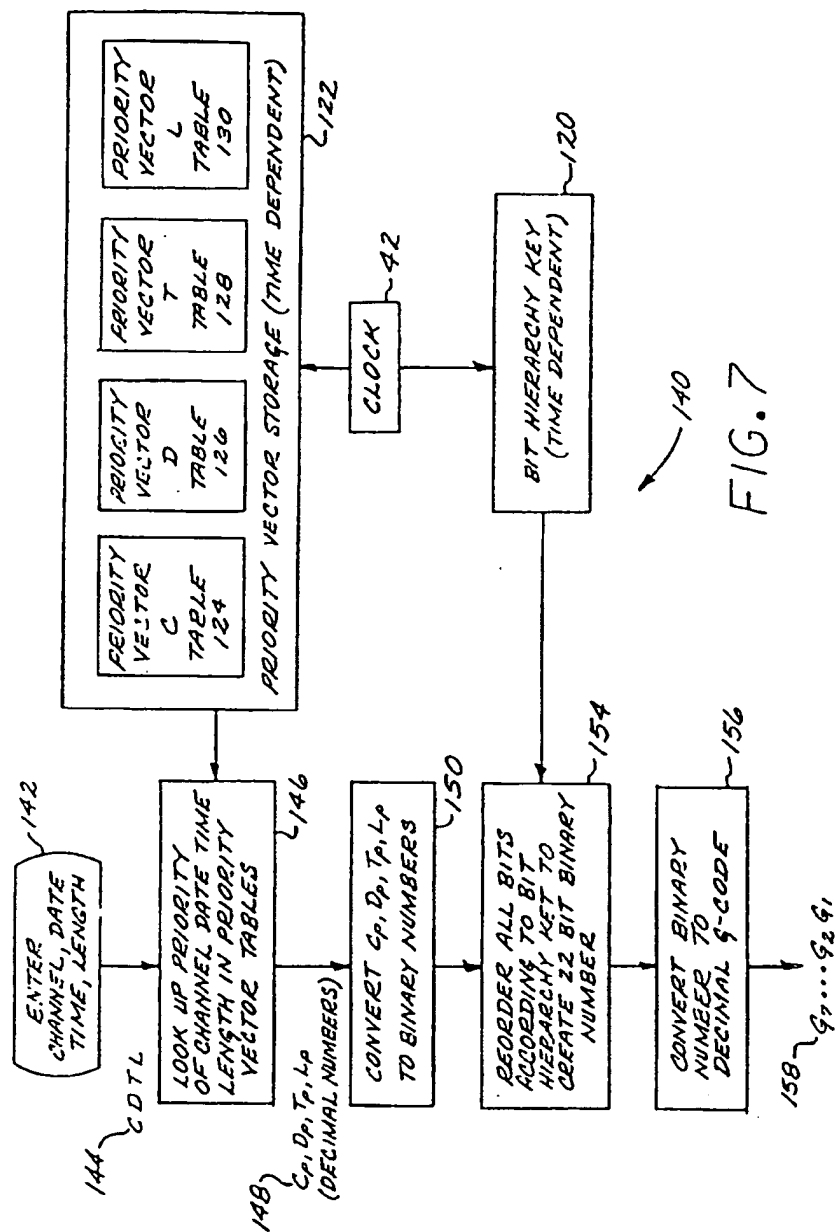 142
ENTER
CHANNEL, DATE
TIME, LENGTH
144
CDTL
LOOK UP PRIORITY
OF CHANNEL DATE TIME
LENGTH IN PRIORITY
VECTOR TABLES
146
148
Cp, Dp, Tp, Lp
(DECIMAL NUMBERS)
CONVERT Cp, Dp, Tp, Lp
TO BINARY NUMBERS
150
REORDER ALL BITS
ACCORDING TO BIT
HIERARCHY KET TO
CREATE 22 BIT BINARY
NUMBER
154
CONVERT BINARY
NUMBER TO
DECIMAL G-CODE
156
158
G7...G2 G1
PRIORITY
VECTOR
C
TABLE
124
PRIORITY
VECTOR
D
TABLE
126
PRIORITY
VECTOR
T
TABLE
128
PRIORITY
VECTOR
L
TABLE
130
PRIORITY VECTOR STORAGE (TIME DEPENDENT)
122
CLOCK
42
BIT HIERARCHY KEY
(TIME DEPENDENT)
120
140
FIG. 7